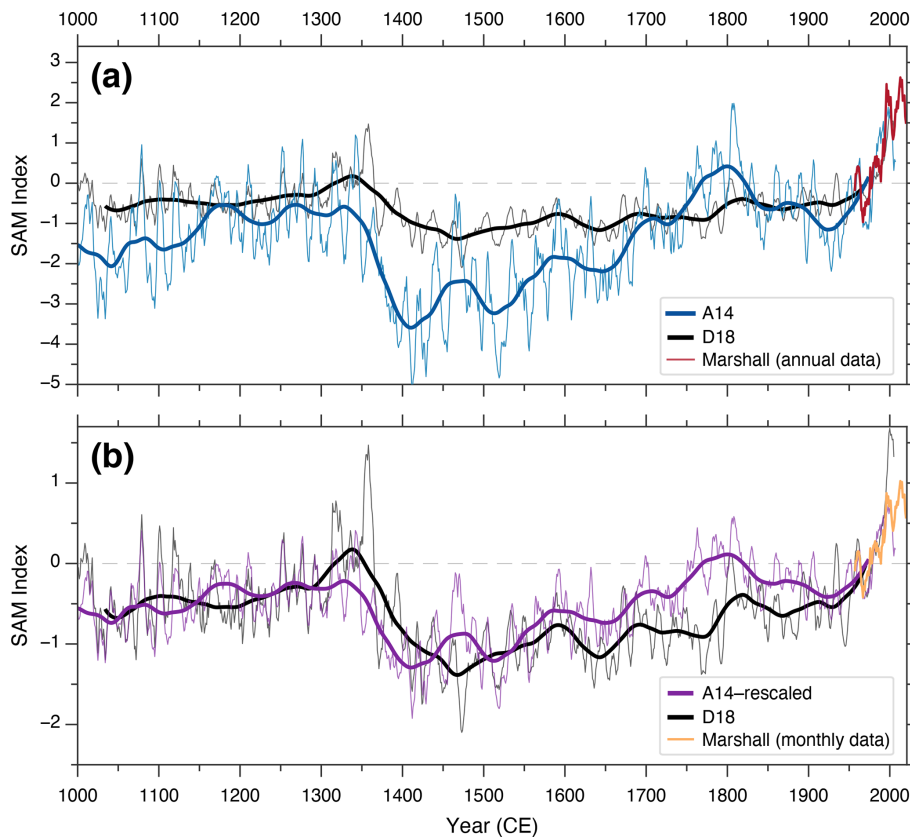 1000 1100 1200 1300 1400 1500 1600 1700 1800 1900 2000
(a)
3
2
1
0
−1
−2
−3
−4
−5
SAM Index
A14
D18
Marshall (annual data)
(b)
1
0
−1
−2
SAM Index
A14−rescaled
D18
Marshall (monthly data)
1000 1100 1200 1300 1400 1500 1600 1700 1800 1900 2000
Year (CE)